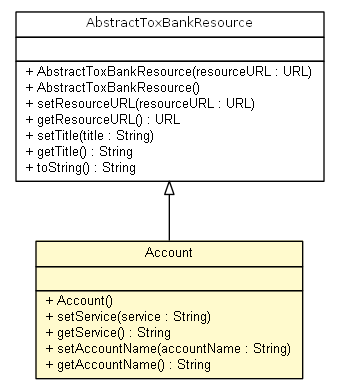 AbstractToxBankResource
+ AbstractToxBankResource(resourceURL : URL)
+ AbstractToxBankResource()
+ setResourceURL(resourceURL : URL)
+ getResourceURL() : URL
+ setTitle(title : String)
+ getTitle() : String
+ toString() : String
Account
+ Account()
+ setService(service : String)
+ getService() : String
+ setAccountName(accountName : String)
+ getAccountName() : String